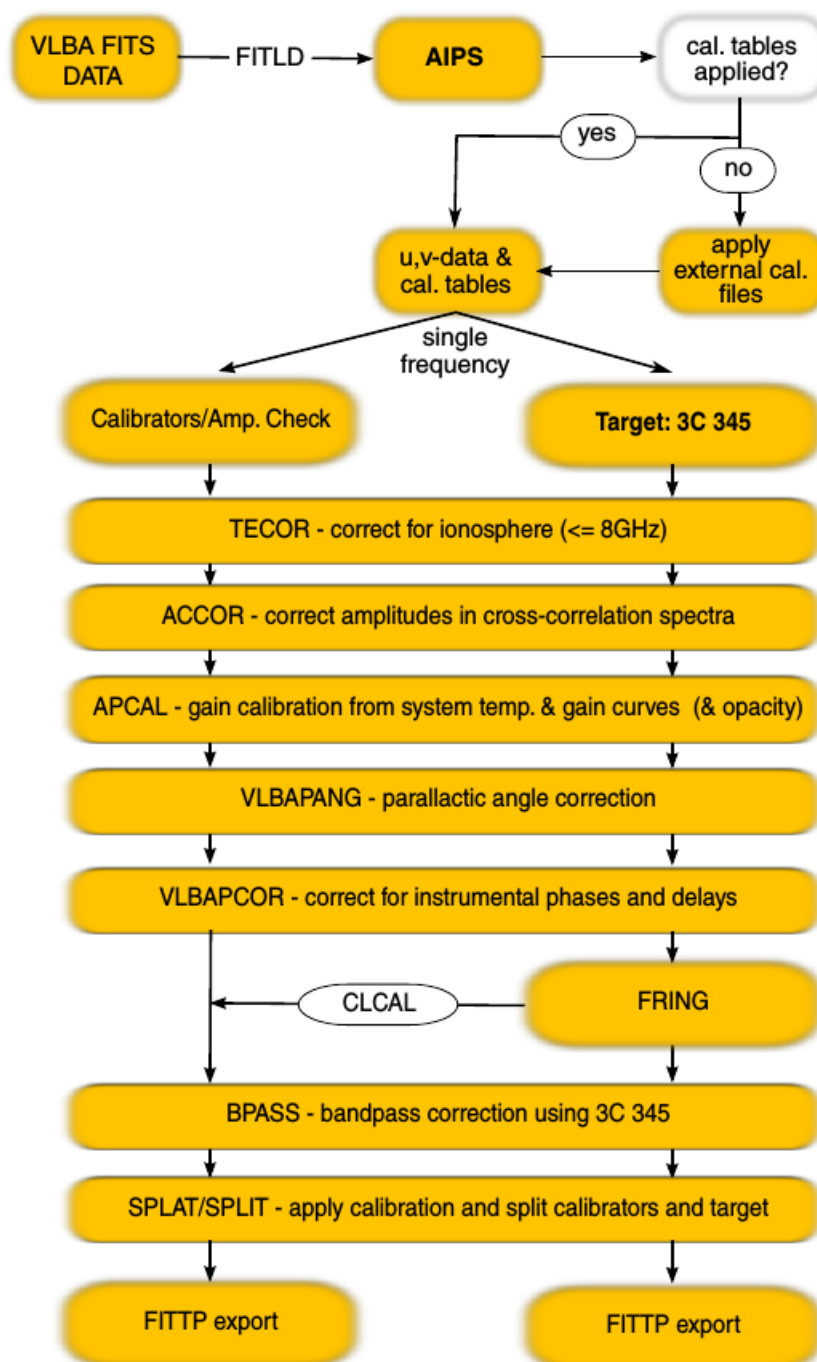 VLBA FITS
DATA
FITLD
AIPS
cal. tables
applied?
yes
no
u,v-data &
cal. tables
apply
external cal.
files
single
frequency
Calibrators/Amp. Check
Target: 3C 345
TECOR - correct for ionosphere (<= 8GHz)
ACCOR - correct amplitudes in cross-correlation spectra
APCAL - gain calibration from system temp. & gain curves (& opacity)
VLBAPANG - parallactic angle correction
VLBAPCOR - correct for instrumental phases and delays
CLCAL
FRING
BPASS - bandpass correction using 3C 345
SPLAT/SPLIT - apply calibration and split calibrators and target
FITTP export
FITTP export